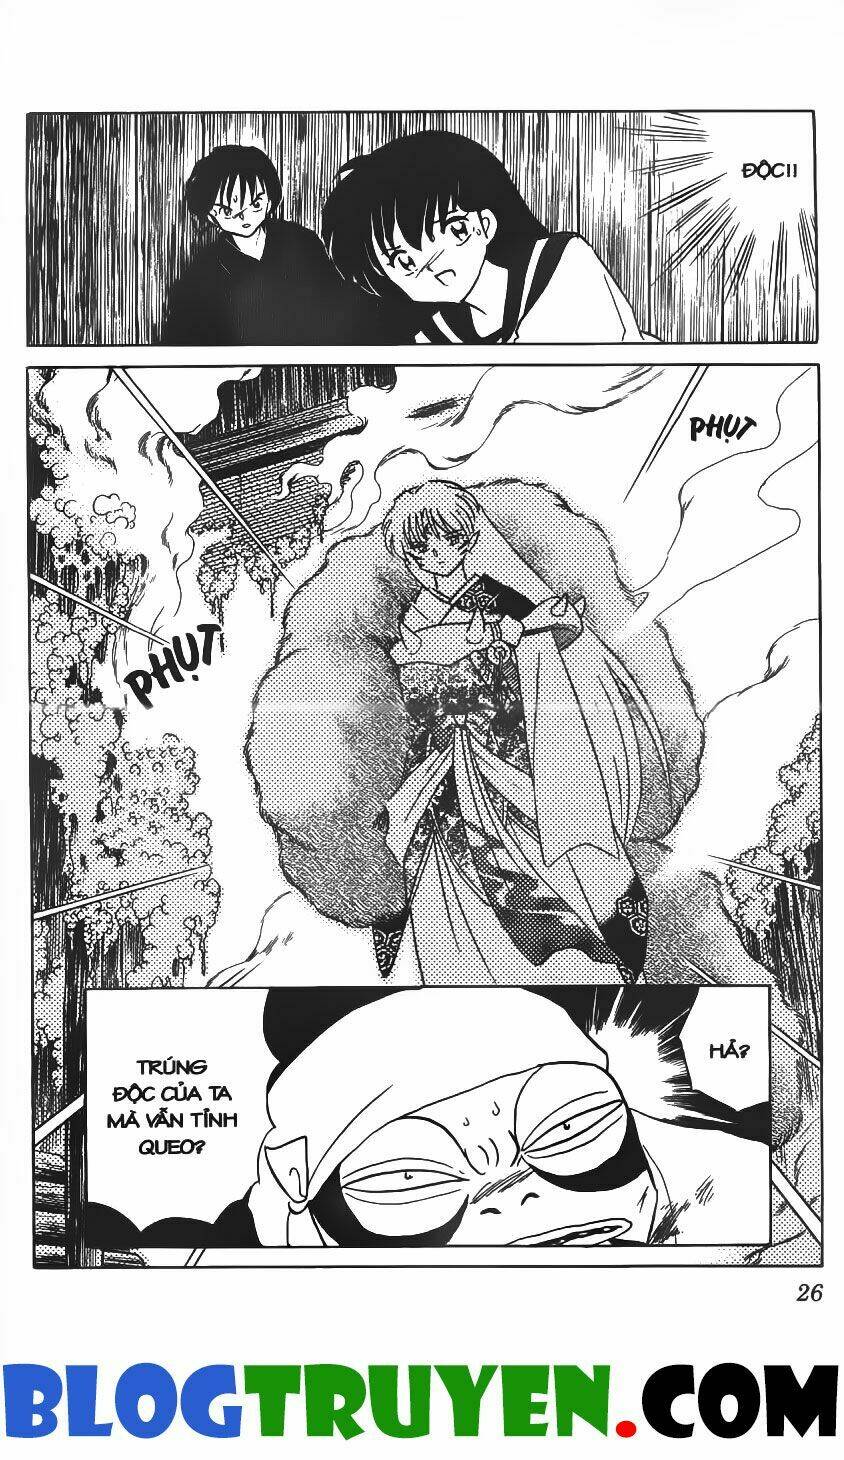 ĐỘC!!
PHỤT
PHỤT
HẢ?
TRÚNG
ĐỘC CỦA TA
MÀ VẪN TỈNH
QUEO?
26
BLOGTRUYEN.COM